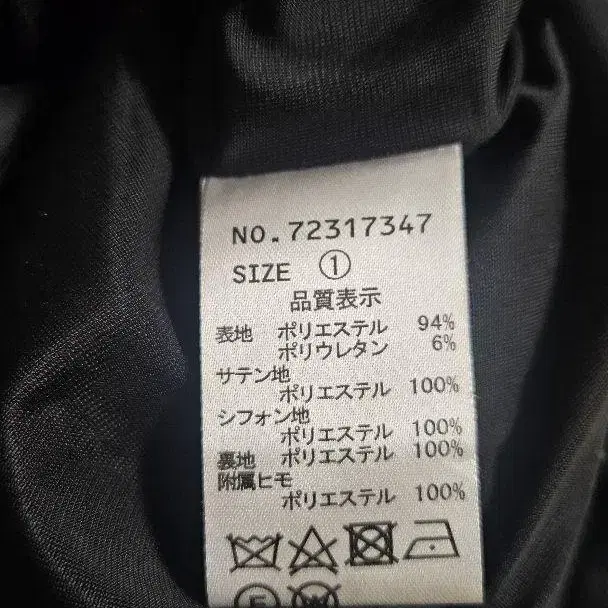 NO.72317347
SIZE ①
品質表示
表地 ポリエステル 94%
ポリウレタン 6%
サテン地
ポリエステル 100%
シフォン地
ポリエステル 100%
裏地 ポリエステル 100%
附属ヒモ
ポリエステル 100%
F W